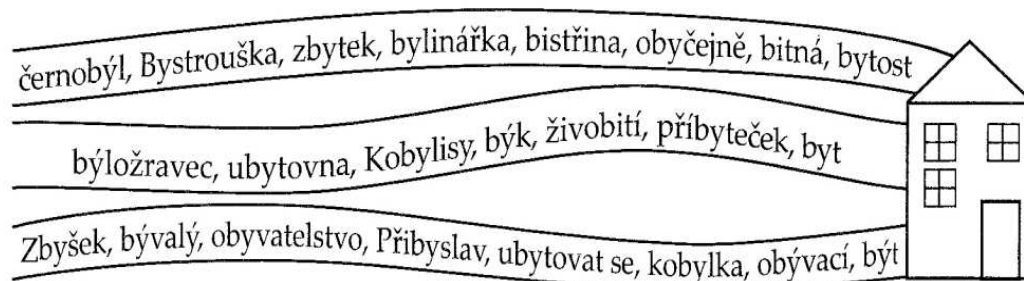 černobýl, Bystrouška, zbytek, bylinářka, bistřina, obyčejně, bitná, bytost
býložravec, ubytovna, Kobylisy, býk, živobití, příbyteček, byt
Zbyšek, bývalý, obyvatelstvo, Přibyslav, ubytovat se, kobylka, obývací, být